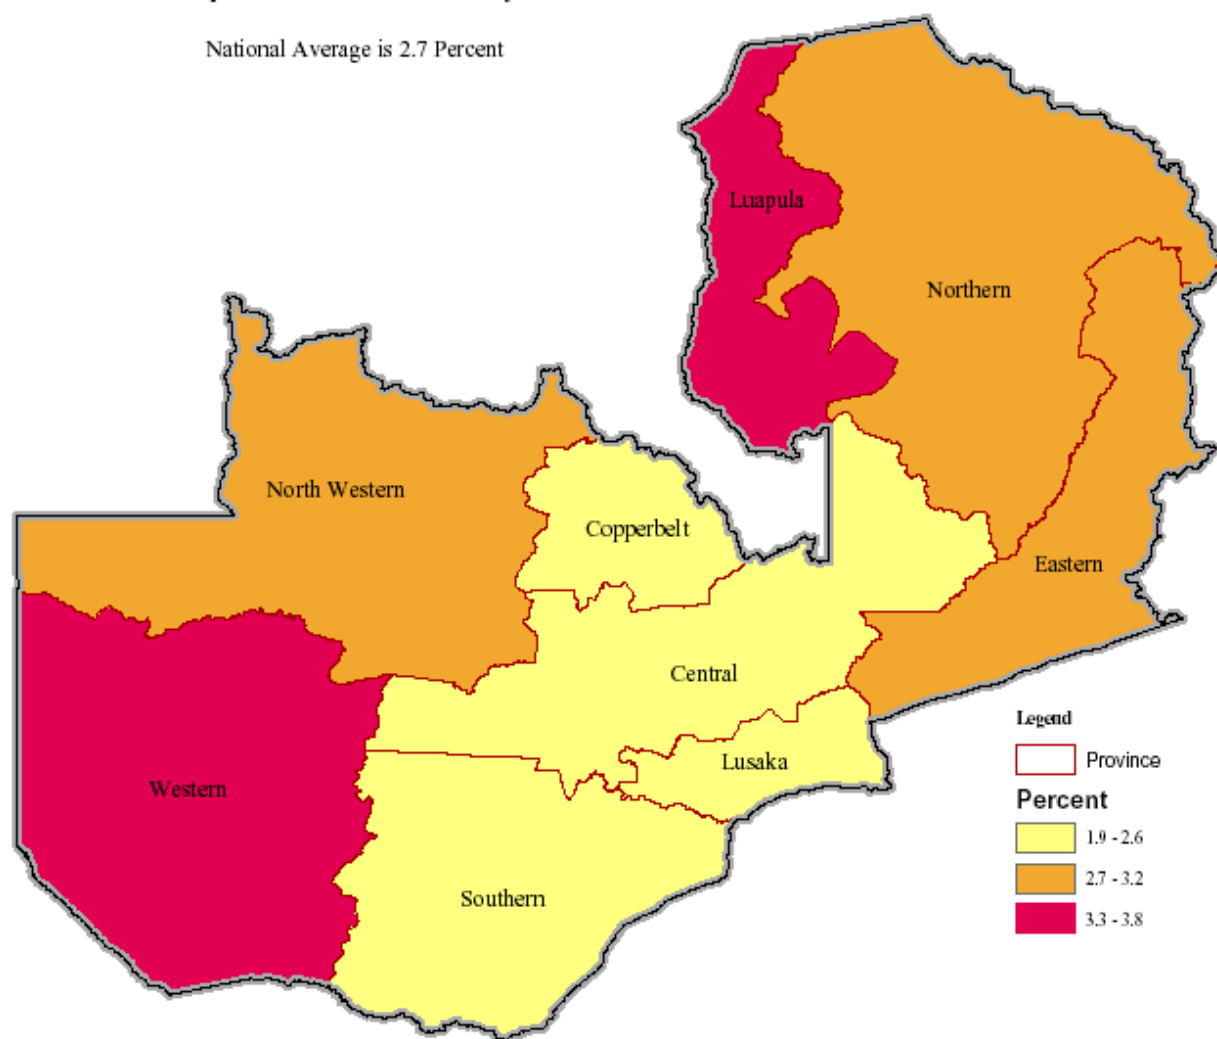 National Average is 2.7 Percent
Luapula
Northern
North Western
Copperbelt
Eastern
Central
Lusaka
Western
Southern
Legend
Province
Percent
1.9 - 2.6
2.7 - 3.2
3.3 - 3.8